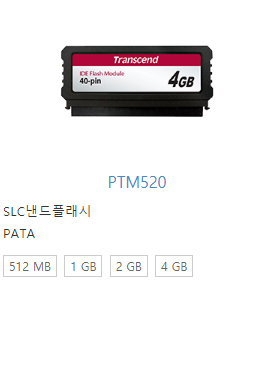 Transcend
IDE Flash Module
40-pin
4GB
PTM520
SLC낸드플래시
PATA
512 MB
1 GB
2 GB
4 GB